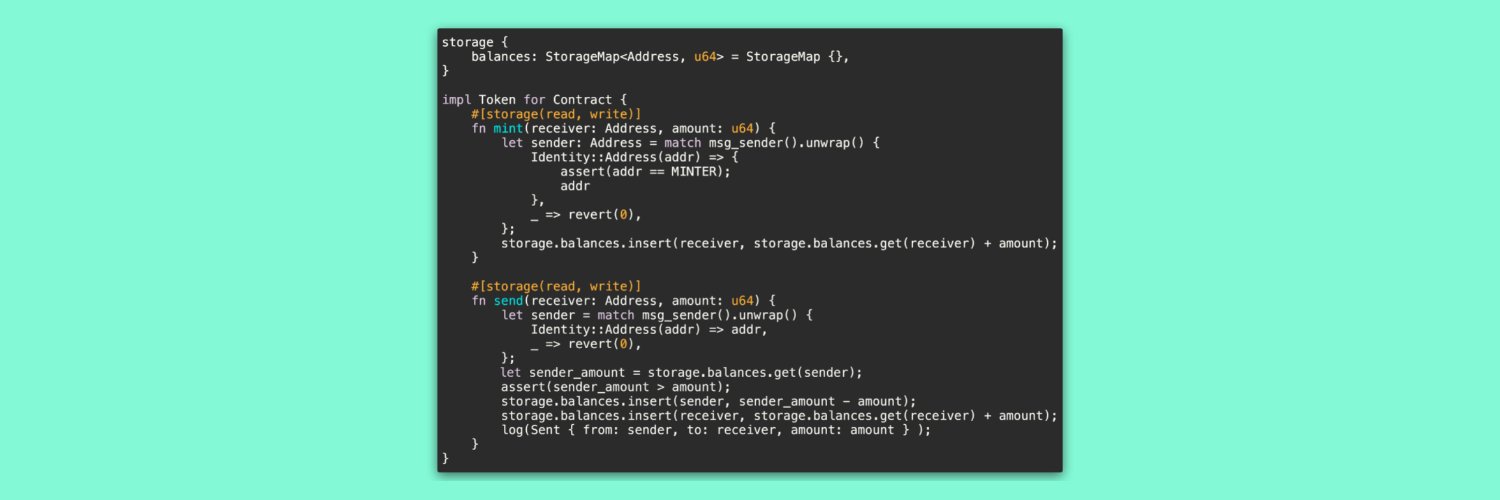 storage {
    balances: StorageMap<Address, u64> = StorageMap {},
}

impl Token for Contract {
    #[storage(read, write)]
    fn mint(receiver: Address, amount: u64) {
        let sender: Address = match msg_sender().unwrap() {
            Identity::Address(addr) => {
                assert(addr == MINTER);
                addr
            },
            _ => revert(0),
        };
        storage.balances.insert(receiver, storage.balances.get(receiver) + amount);
    }

    #[storage(read, write)]
    fn send(receiver: Address, amount: u64) {
        let sender = match msg_sender().unwrap() {
            Identity::Address(addr) => addr,
            _ => revert(0),
        };
        let sender_amount = storage.balances.get(sender);
        assert(sender_amount > amount);
        storage.balances.insert(sender, sender_amount - amount);
        storage.balances.insert(receiver, storage.balances.get(receiver) + amount);
        log(Sent { from: sender, to: receiver, amount: amount } );
    }
}